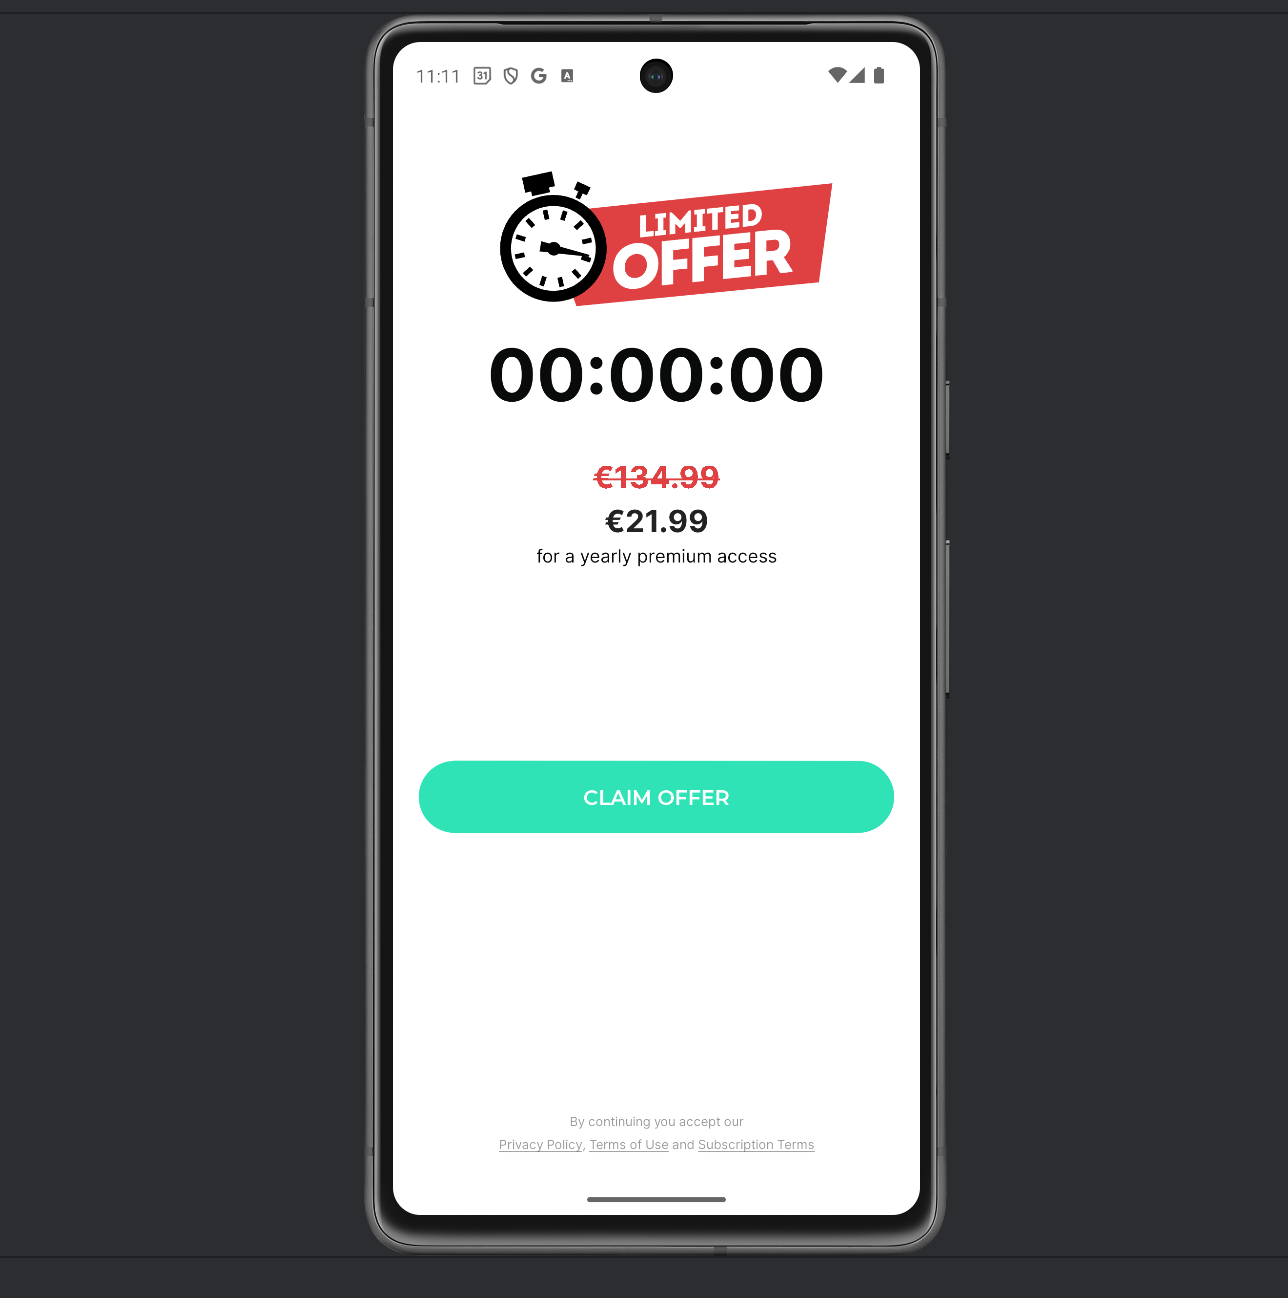 11:11 31 G A
LIMITED
OFFER
00:00:00
€134.99
€21.99
for a yearly premium access
CLAIM OFFER
By continuing you accept our
Privacy Policy, Terms of Use and Subscription Terms